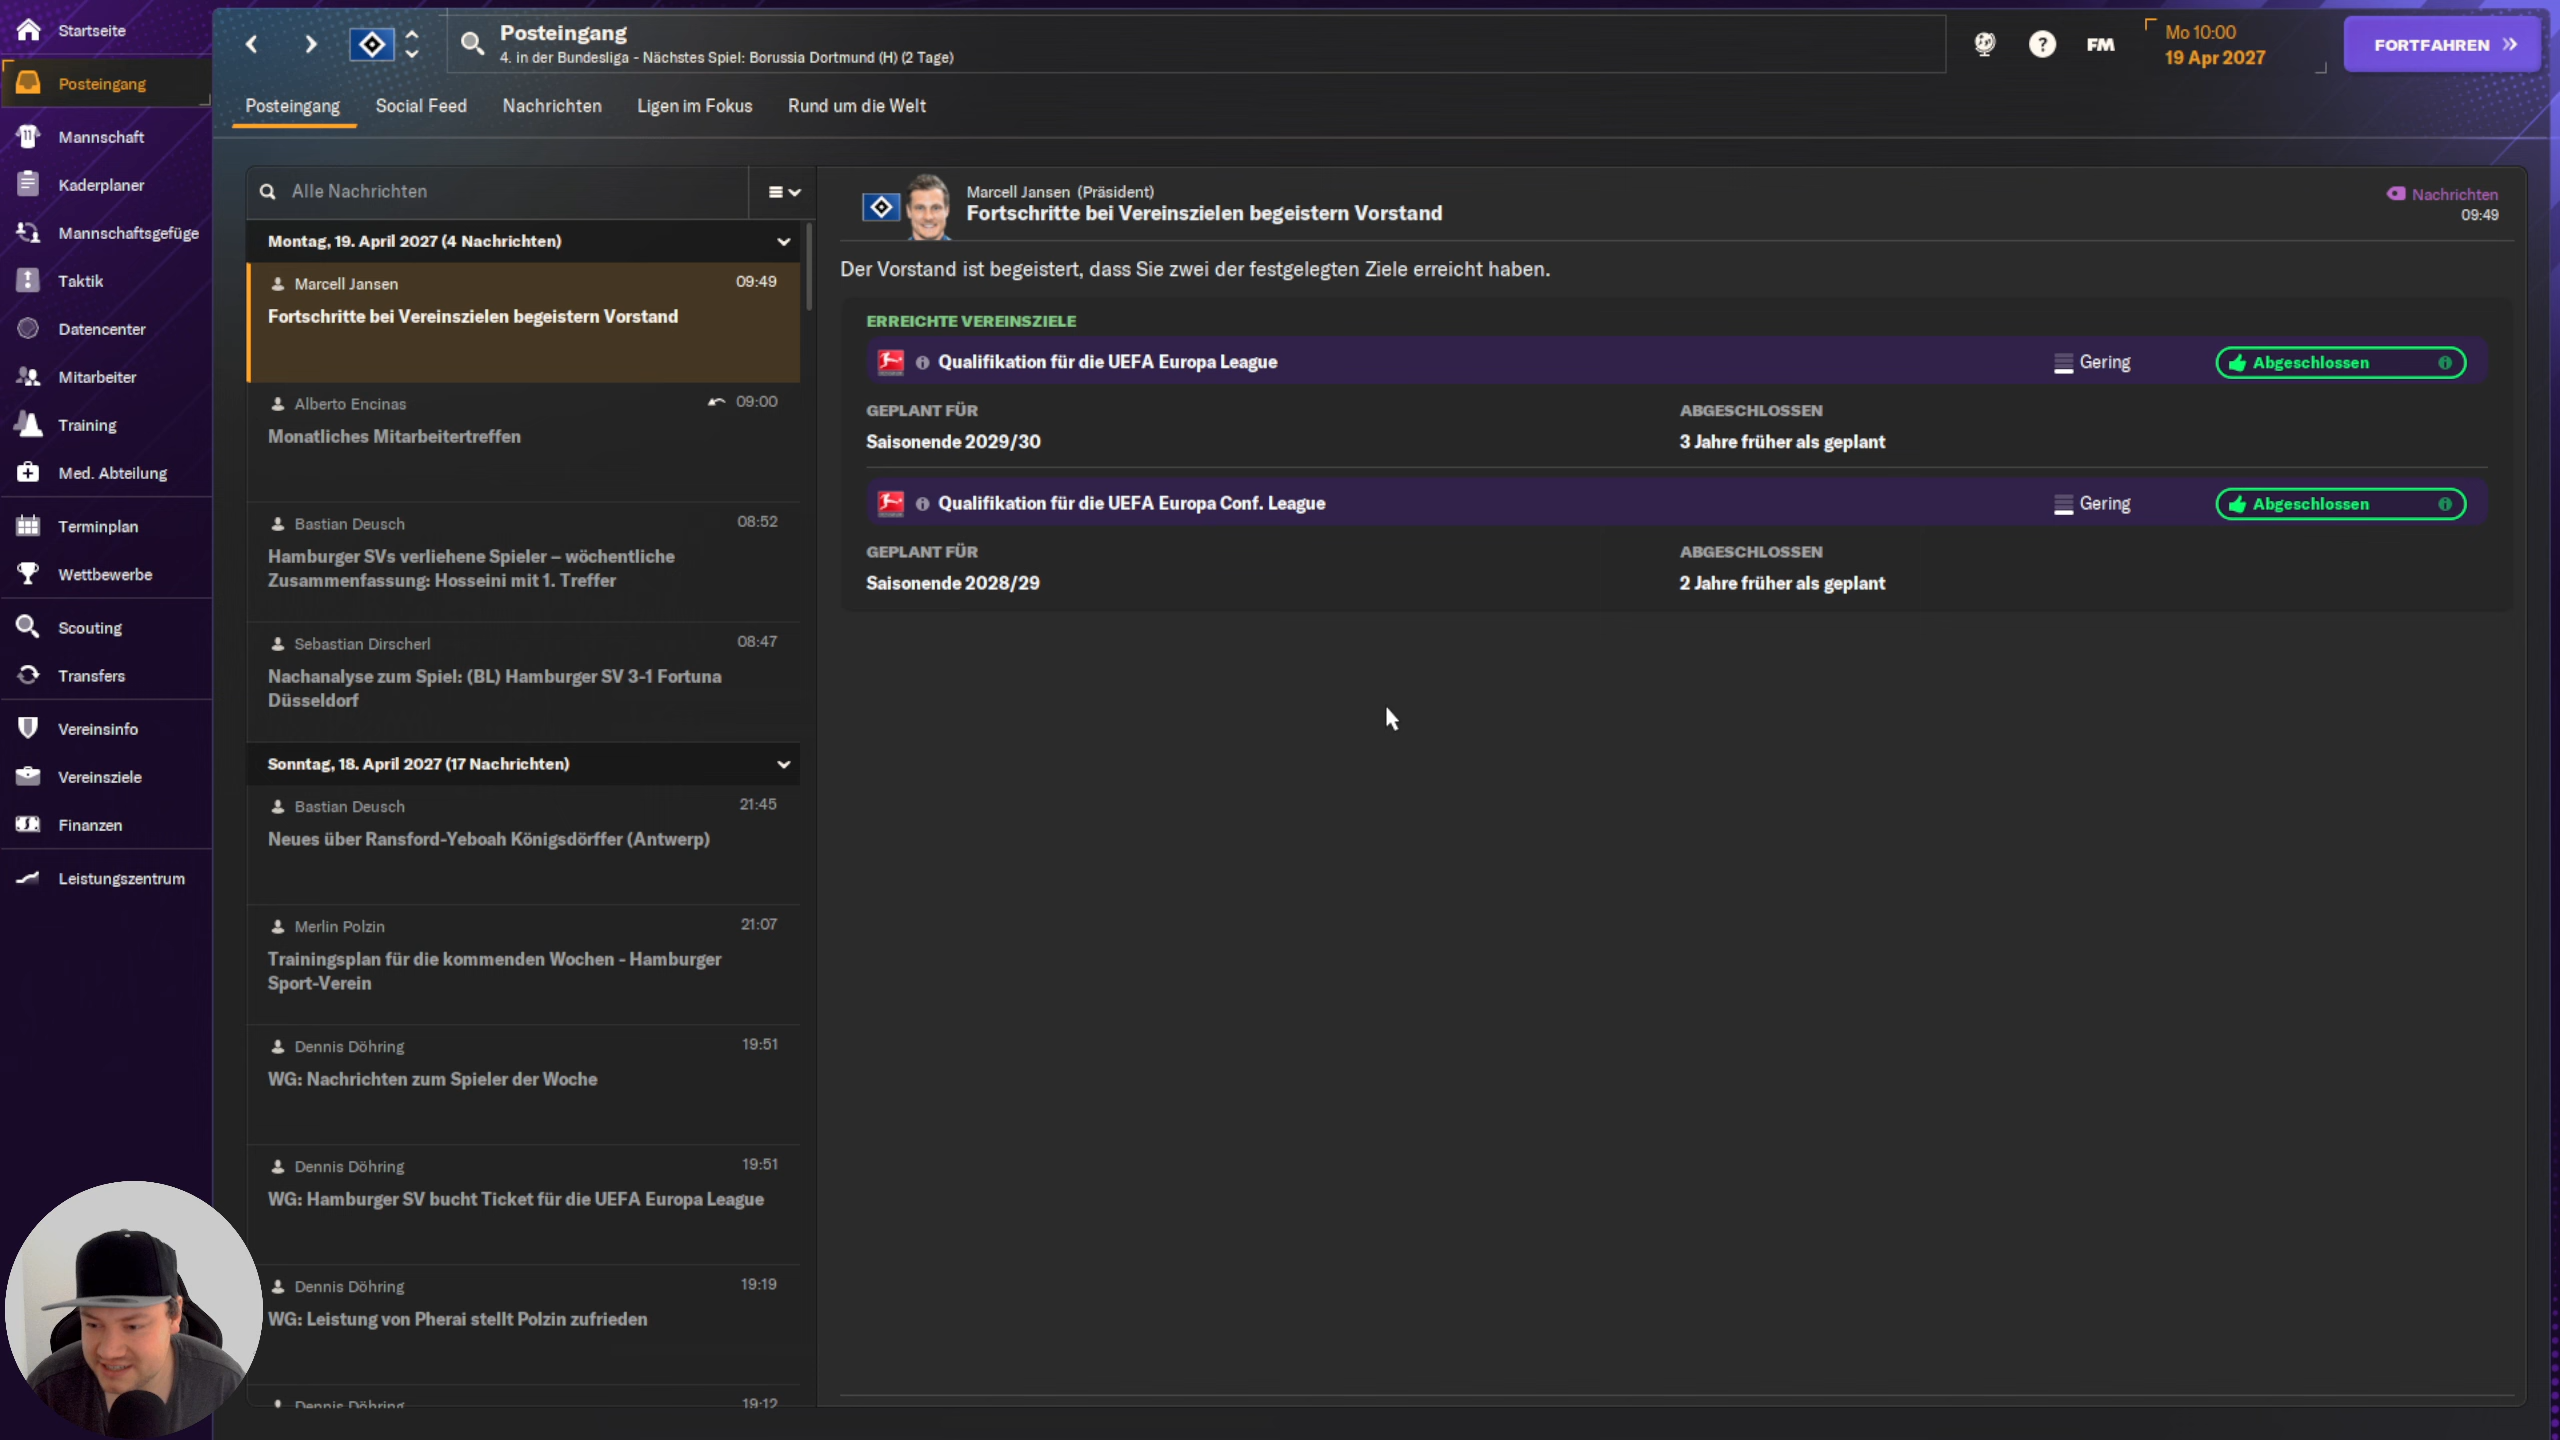 Startseite
Posteingang
Mannschaft
Kaderplaner
Mannschaftsgefüge
Taktik
Datencenter
Mitarbeiter
Training
Med. Abteilung
Terminplan
Wettbewerbe
Scouting
Transfers
Vereinsinfo
Vereinsziele
Finanzen
Leistungszentrum
Posteingang
4. in der Bundesliga - Nächstes Spiel: Borussia Dortmund (H) (2 Tage)
?
FM
Mo 10:00
19 Apr 2027
FORTFAHREN
Posteingang
Social Feed
Nachrichten
Ligen im Fokus
Rund um die Welt
Alle Nachrichten
Montag, 19. April 2027 (4 Nachrichten)
Marcell Jansen 09:49
Fortschritte bei Vereinszielen begeistern Vorstand
Alberto Encinas 09:00
Monatliches Mitarbeitertreffen
Bastian Deusch 08:52
Hamburger SVs verliehene Spieler – wöchentliche
Zusammenfassung: Hosseini mit 1. Treffer
Sebastian Dirscherl 08:47
Nachanalyse zum Spiel: (BL) Hamburger SV 3-1 Fortuna
Düsseldorf
Sonntag, 18. April 2027 (17 Nachrichten)
Bastian Deusch 21:45
Neues über Ransford-Yeboah Königsdörffer (Antwerp)
Merlin Polzin 21:07
Trainingsplan für die kommenden Wochen - Hamburger
Sport-Verein
Dennis Döhring 19:51
WG: Nachrichten zum Spieler der Woche
Dennis Döhring 19:51
WG: Hamburger SV bucht Ticket für die UEFA Europa League
Dennis Döhring 19:19
WG: Leistung von Pherai stellt Polzin zufrieden
Dennis Döhring 19:12
Marcell Jansen (Präsident)
Fortschritte bei Vereinszielen begeistern Vorstand
Nachrichten
09:49
Der Vorstand ist begeistert, dass Sie zwei der festgelegten Ziele erreicht haben.
ERREICHTE VEREINSZIELE
Qualifikation für die UEFA Europa League Gering Abgeschlossen
GEPLANT FÜR ABGESCHLOSSEN
Saisonende 2029/30 3 Jahre früher als geplant
Qualifikation für die UEFA Europa Conf. League Gering Abgeschlossen
GEPLANT FÜR ABGESCHLOSSEN
Saisonende 2028/29 2 Jahre früher als geplant